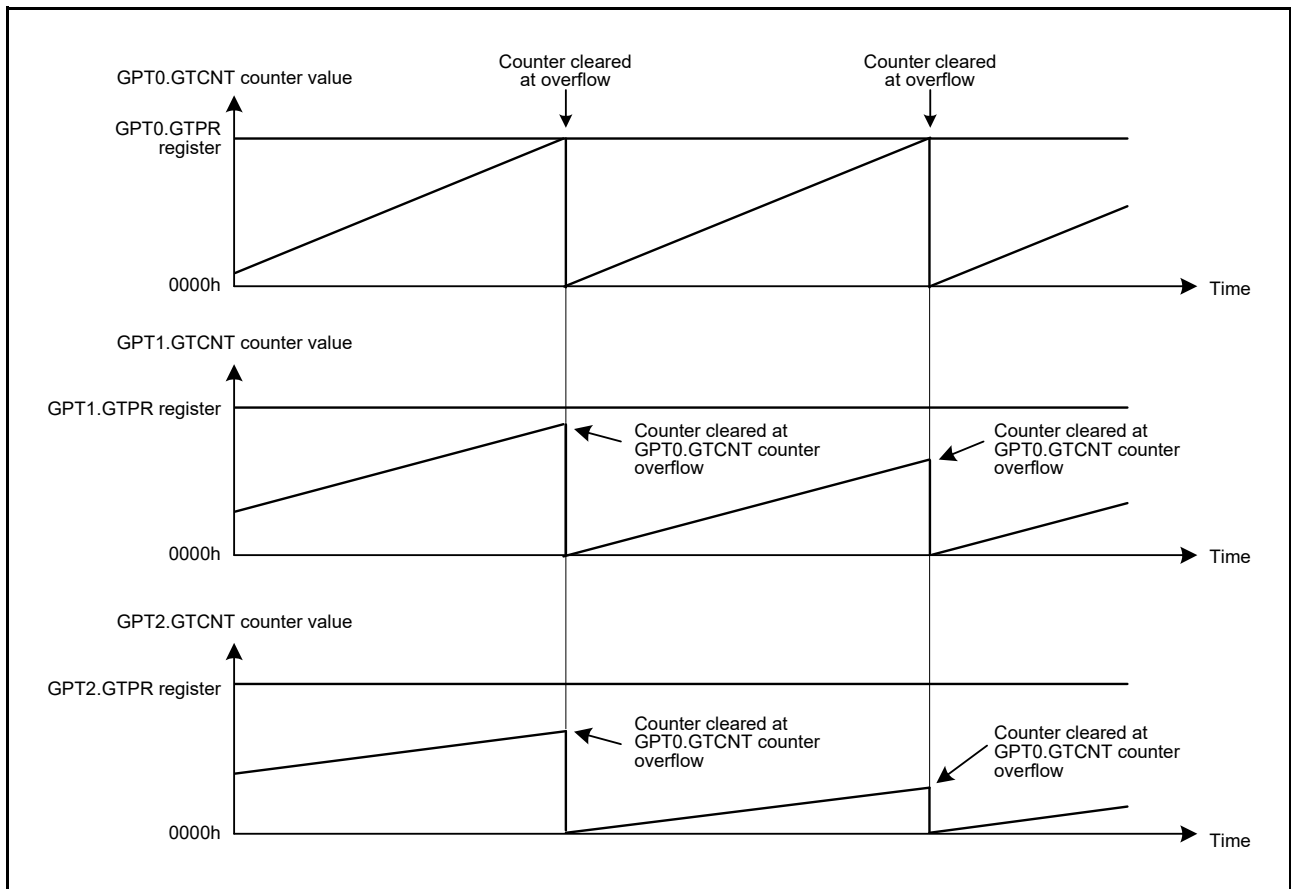 Counter cleared
at overflow
Counter cleared
at overflow
GPT0.GTCNT counter value
GPT0.GTPR
register
0000h
Time
GPT1.GTCNT counter value
GPT1.GTPR register
Counter cleared at
GPT0.GTCNT counter
overflow
Counter cleared at
GPT0.GTCNT counter
overflow
0000h
Time
GPT2.GTCNT counter value
GPT2.GTPR register
Counter cleared at
GPT0.GTCNT counter
overflow
Counter cleared at
GPT0.GTCNT counter
overflow
0000h
Time